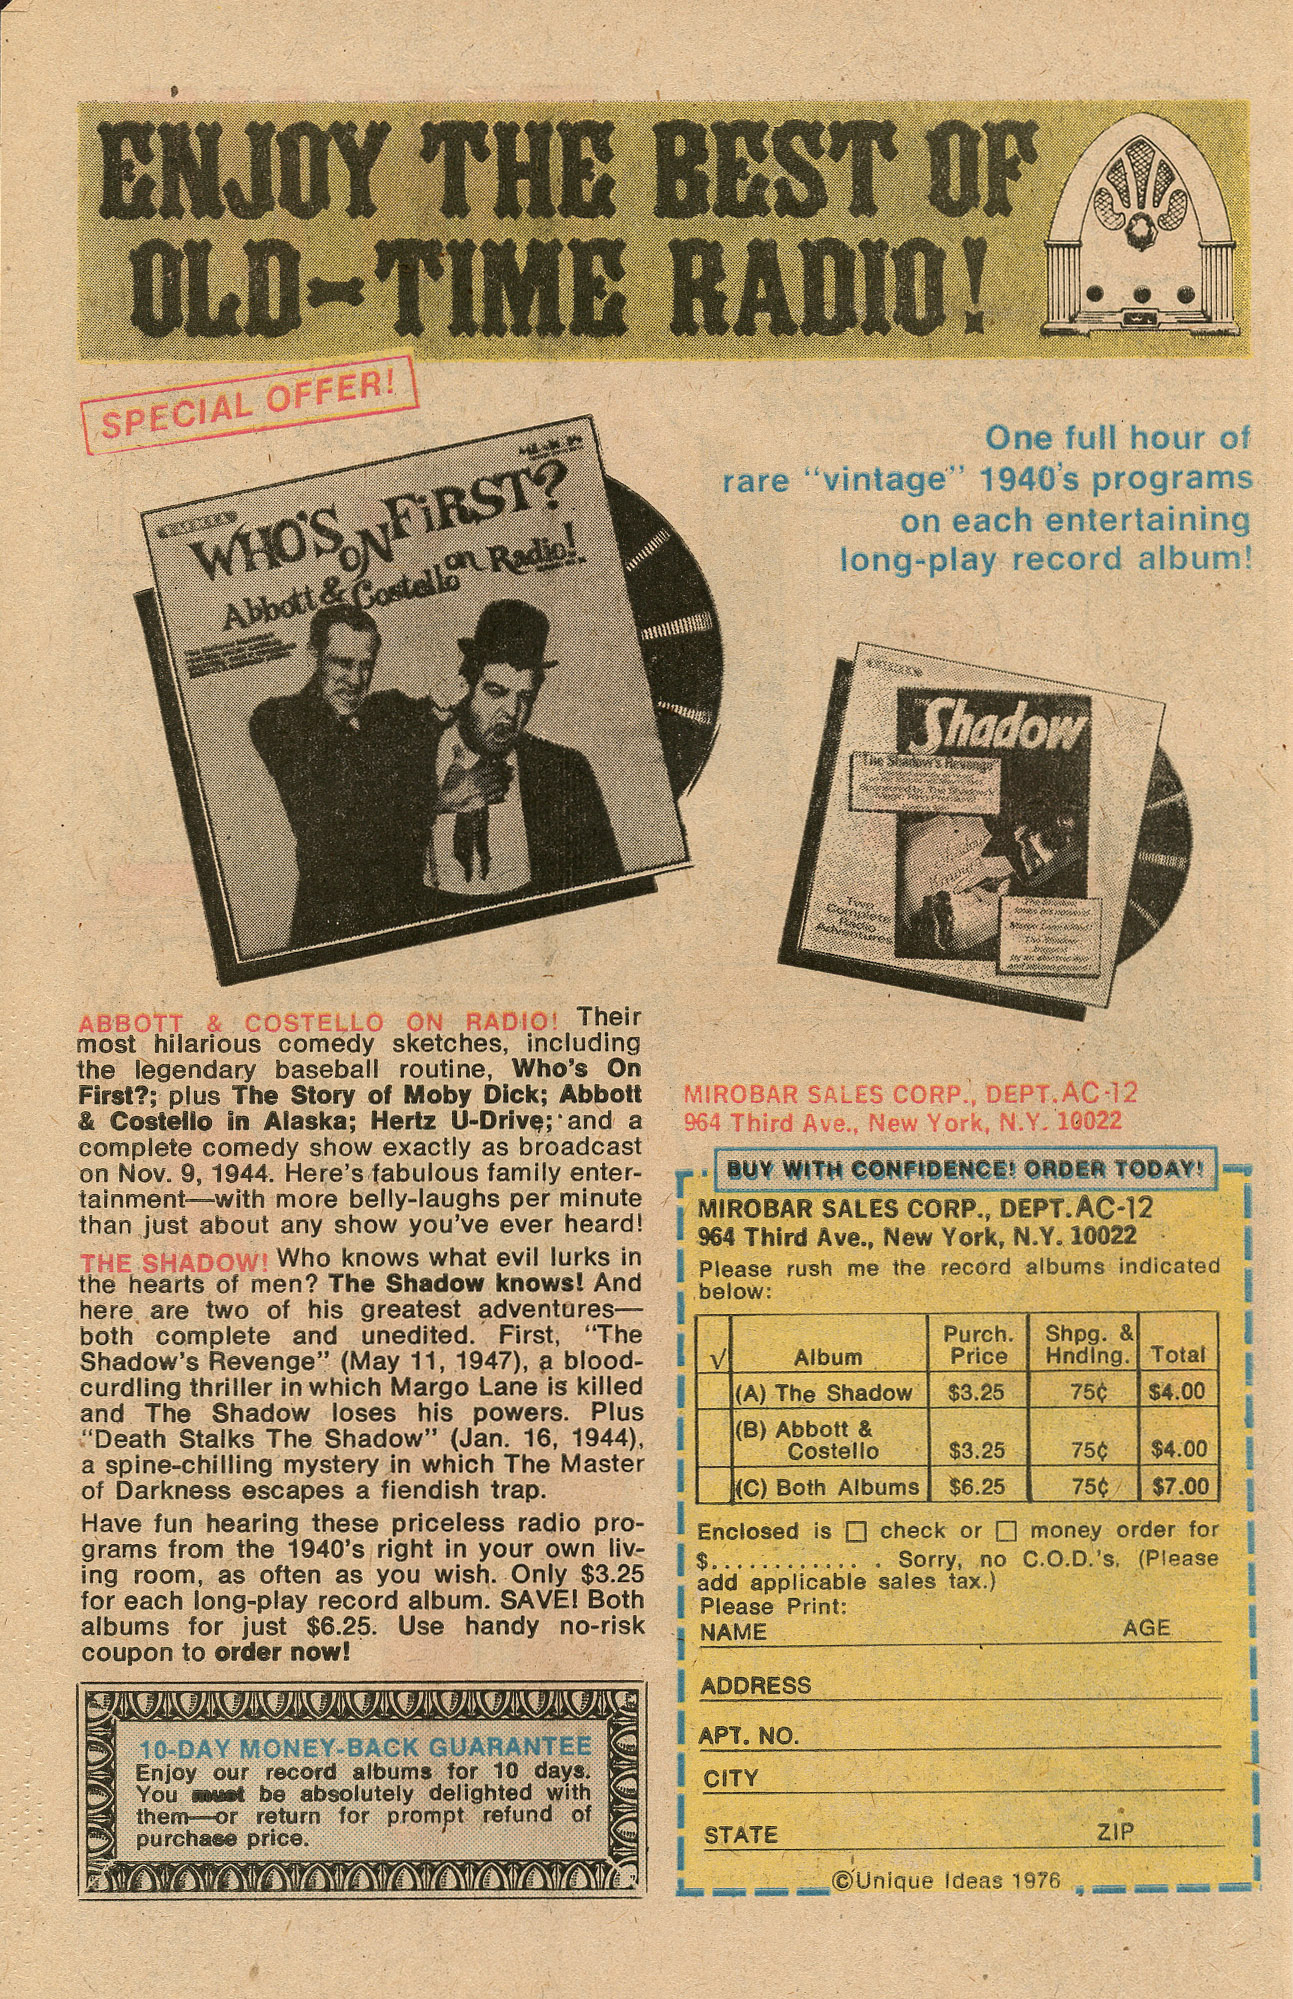 ENJOY THE BEST OF
OLD-TIME RADIO!
SPECIAL OFFER!
WHO'S ON FiRST?
Abbott & Costello on Radio!
One full hour of
rare "vintage" 1940's programs
on each entertaining
long-play record album!
Shadow
The Shadow's Revenge
Two
Complete
Radio
Adventures
ABBOTT & COSTELLO ON RADIO! Their
most hilarious comedy sketches, including
the legendary baseball routine, Who's On
First?; plus The Story of Moby Dick; Abbott
& Costello in Alaska; Hertz U-Drive; and a
complete comedy show exactly as broadcast
on Nov. 9, 1944. Here's fabulous family enter-
tainment—with more belly-laughs per minute
than just about any show you've ever heard!
THE SHADOW! Who knows what evil lurks in
the hearts of men? The Shadow knows! And
here are two of his greatest adventures—
both complete and unedited. First, "The
Shadow's Revenge" (May 11, 1947), a blood-
curdling thriller in which Margo Lane is killed
and The Shadow loses his powers. Plus
"Death Stalks The Shadow" (Jan. 16, 1944),
a spine-chilling mystery in which The Master
of Darkness escapes a fiendish trap.
Have fun hearing these priceless radio pro-
grams from the 1940's right in your own liv-
ing room, as often as you wish. Only $3.25
for each long-play record album. SAVE! Both
albums for just $6.25. Use handy no-risk
coupon to order now!
10-DAY MONEY-BACK GUARANTEE
Enjoy our record albums for 10 days.
You must be absolutely delighted with
them—or return for prompt refund of
purchase price.
MIROBAR SALES CORP., DEPT. AC-12
964 Third Ave., New York, N.Y. 10022
BUY WITH CONFIDENCE! ORDER TODAY!
MIROBAR SALES CORP., DEPT. AC-12
964 Third Ave., New York, N.Y. 10022
Please rush me the record albums indicated
below:
√ Album Purch. Price Shpg. & Hndlng. Total
(A) The Shadow $3.25 75¢ $4.00
(B) Abbott &
Costello $3.25 75¢ $4.00
(C) Both Albums $6.25 75¢ $7.00
Enclosed is □ check or □ money order for
$............ . Sorry, no C.O.D.'s. (Please
add applicable sales tax.)
Please Print:
NAME AGE
ADDRESS
APT. NO.
CITY
STATE ZIP
©Unique Ideas 1976